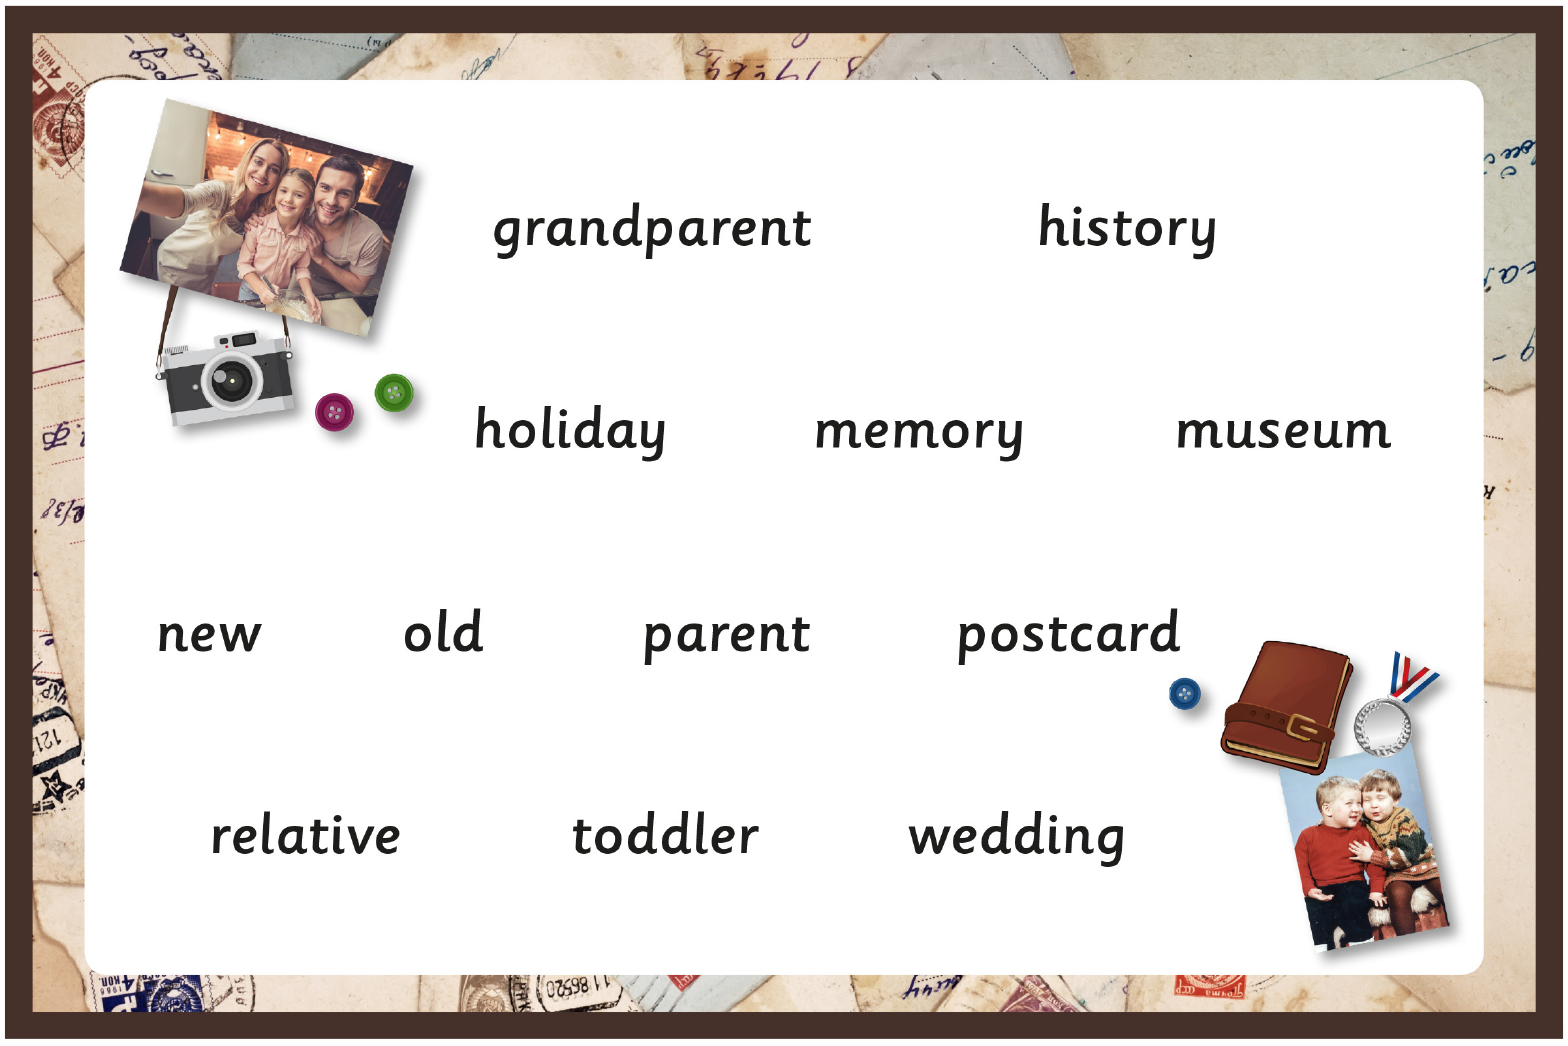 grandparent history
holiday memory museum
new old parent postcard
relative toddler wedding